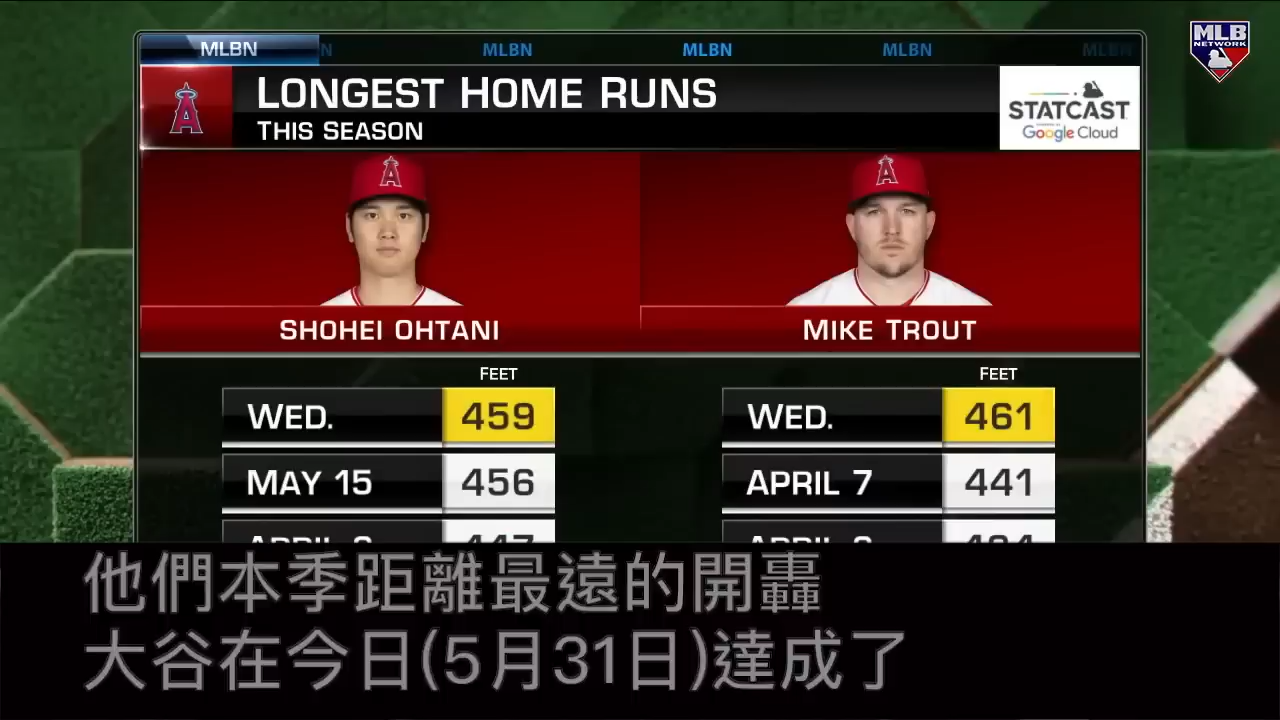 MLBN
MLBN
MLBN
MLBN
MLB
NETWORK
LONGEST HOME RUNS
THIS SEASON
STATCAST
Google Cloud
SHOHEI OHTANI
MIKE TROUT
FEET
FEET
WED. 459
WED. 461
MAY 15 456
APRIL 7 441
他們本季距離最遠的開轟
大谷在今日(5月31日)達成了